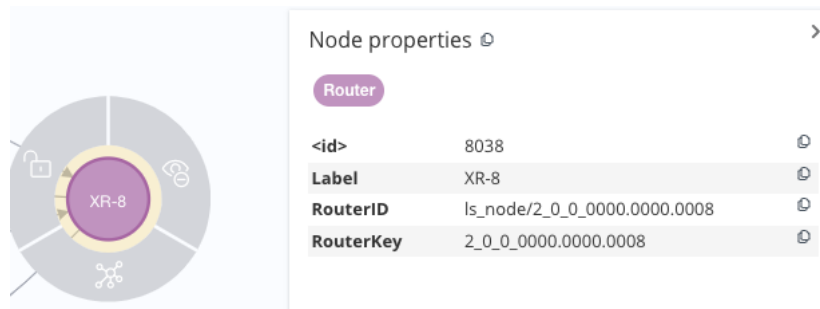 Node properties
Router
<id> 8038
Label XR-8
RouterID ls_node/2_0_0_0000.0000.0008
RouterKey 2_0_0_0000.0000.0008
XR-8